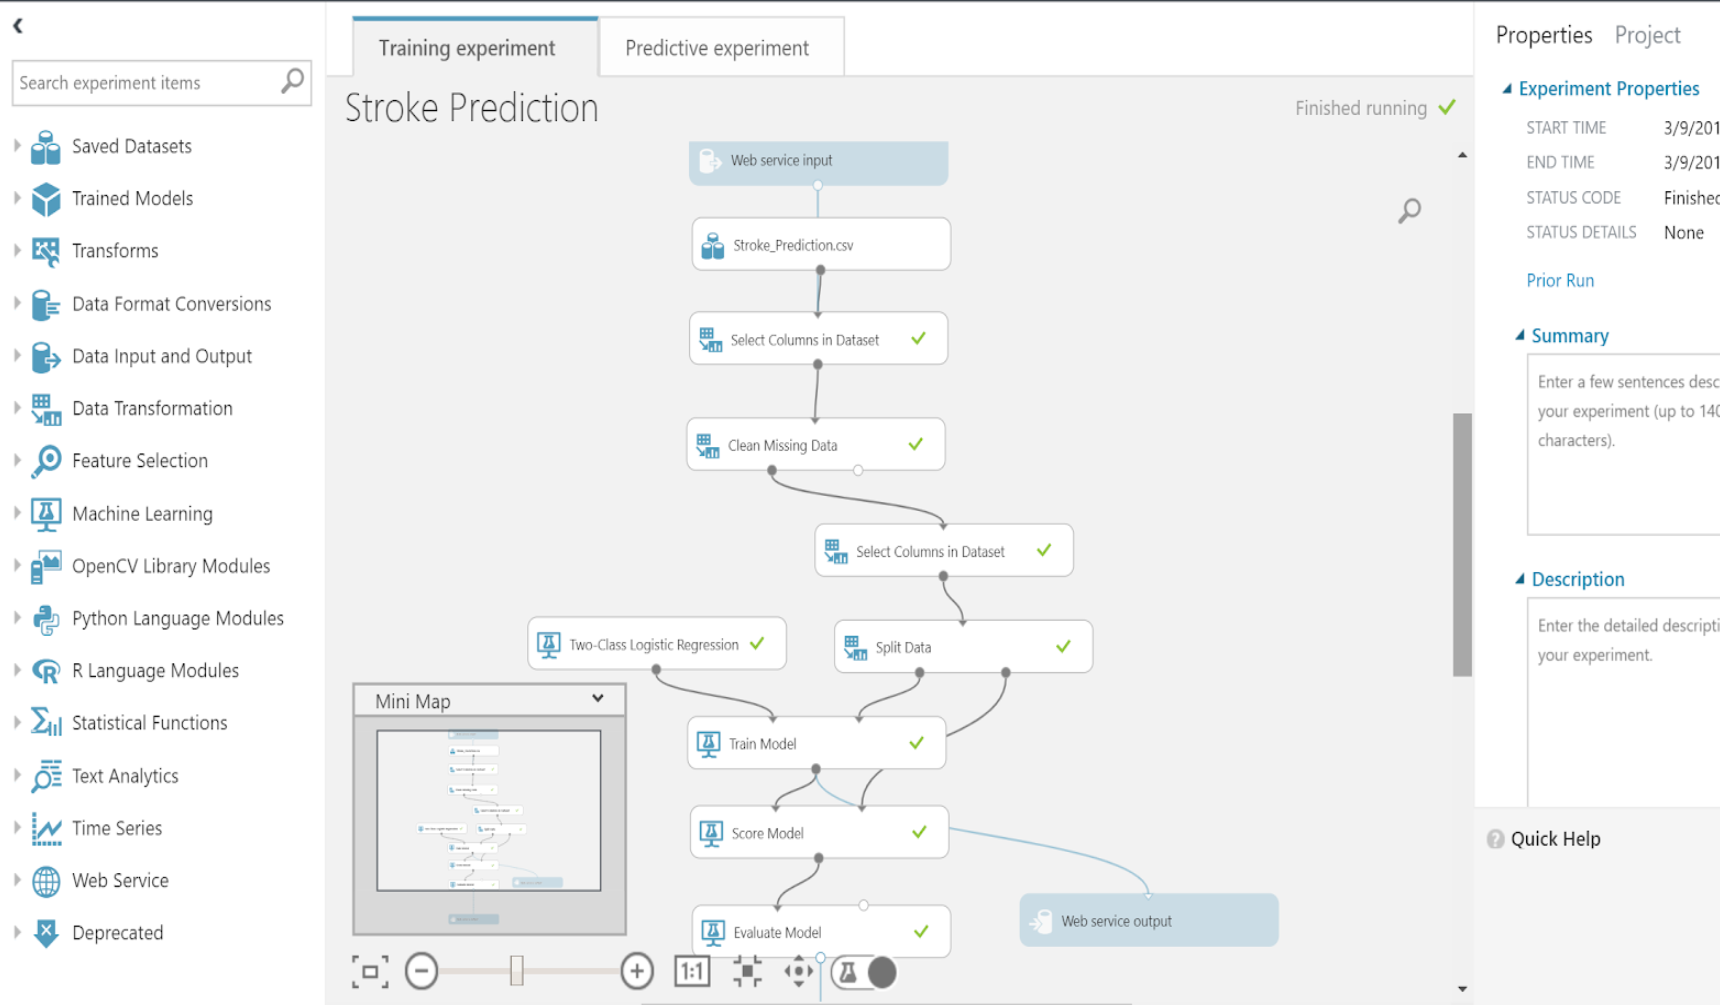 Search experiment items
Saved Datasets
Trained Models
Transforms
Data Format Conversions
Data Input and Output
Data Transformation
Feature Selection
Machine Learning
OpenCV Library Modules
Python Language Modules
R Language Modules
Statistical Functions
Text Analytics
Time Series
Web Service
Deprecated
Training experiment
Predictive experiment
Stroke Prediction
Finished running
Web service input
Stroke_Prediction.csv
Select Columns in Dataset
Clean Missing Data
Select Columns in Dataset
Two-Class Logistic Regression
Split Data
Train Model
Score Model
Evaluate Model
Web service output
Mini Map
1:1
Properties Project
Experiment Properties
START TIME 3/9/201
END TIME 3/9/201
STATUS CODE Finished
STATUS DETAILS None
Prior Run
Summary
Enter a few sentences desc
your experiment (up to 140
characters).
Description
Enter the detailed descripti
your experiment.
Quick Help